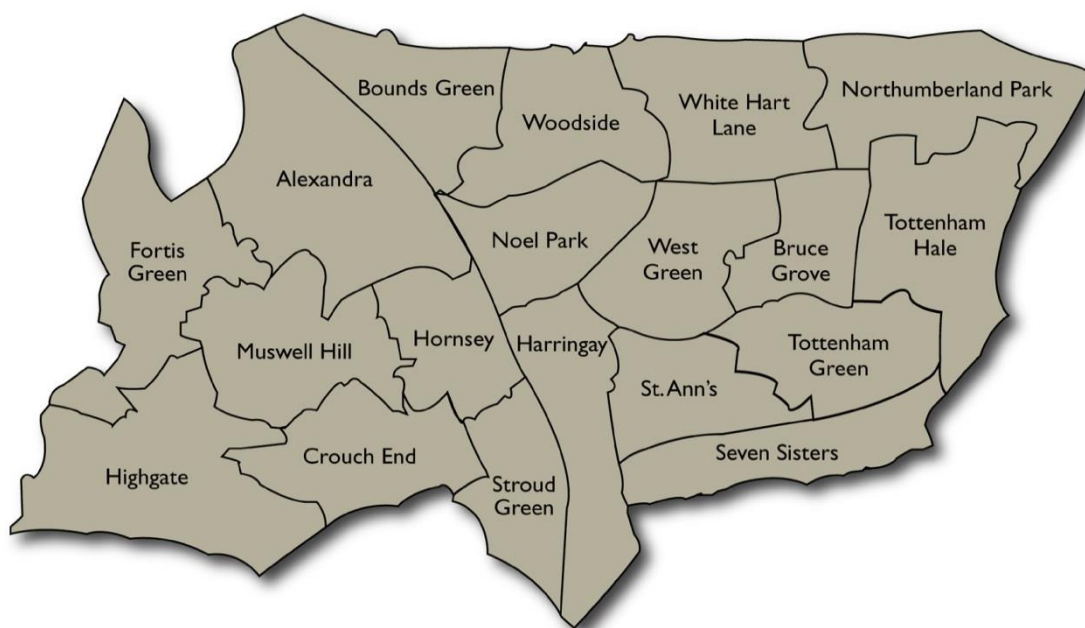 Bounds Green
Northumberland Park
White Hart
Lane
Woodside
Alexandra
Tottenham
Hale
Fortis
Green
Noel Park
West
Green
Bruce
Grove
Muswell Hill
Hornsey
Harringay
Tottenham
Green
St. Ann's
Seven Sisters
Crouch End
Highgate
Stroud
Green